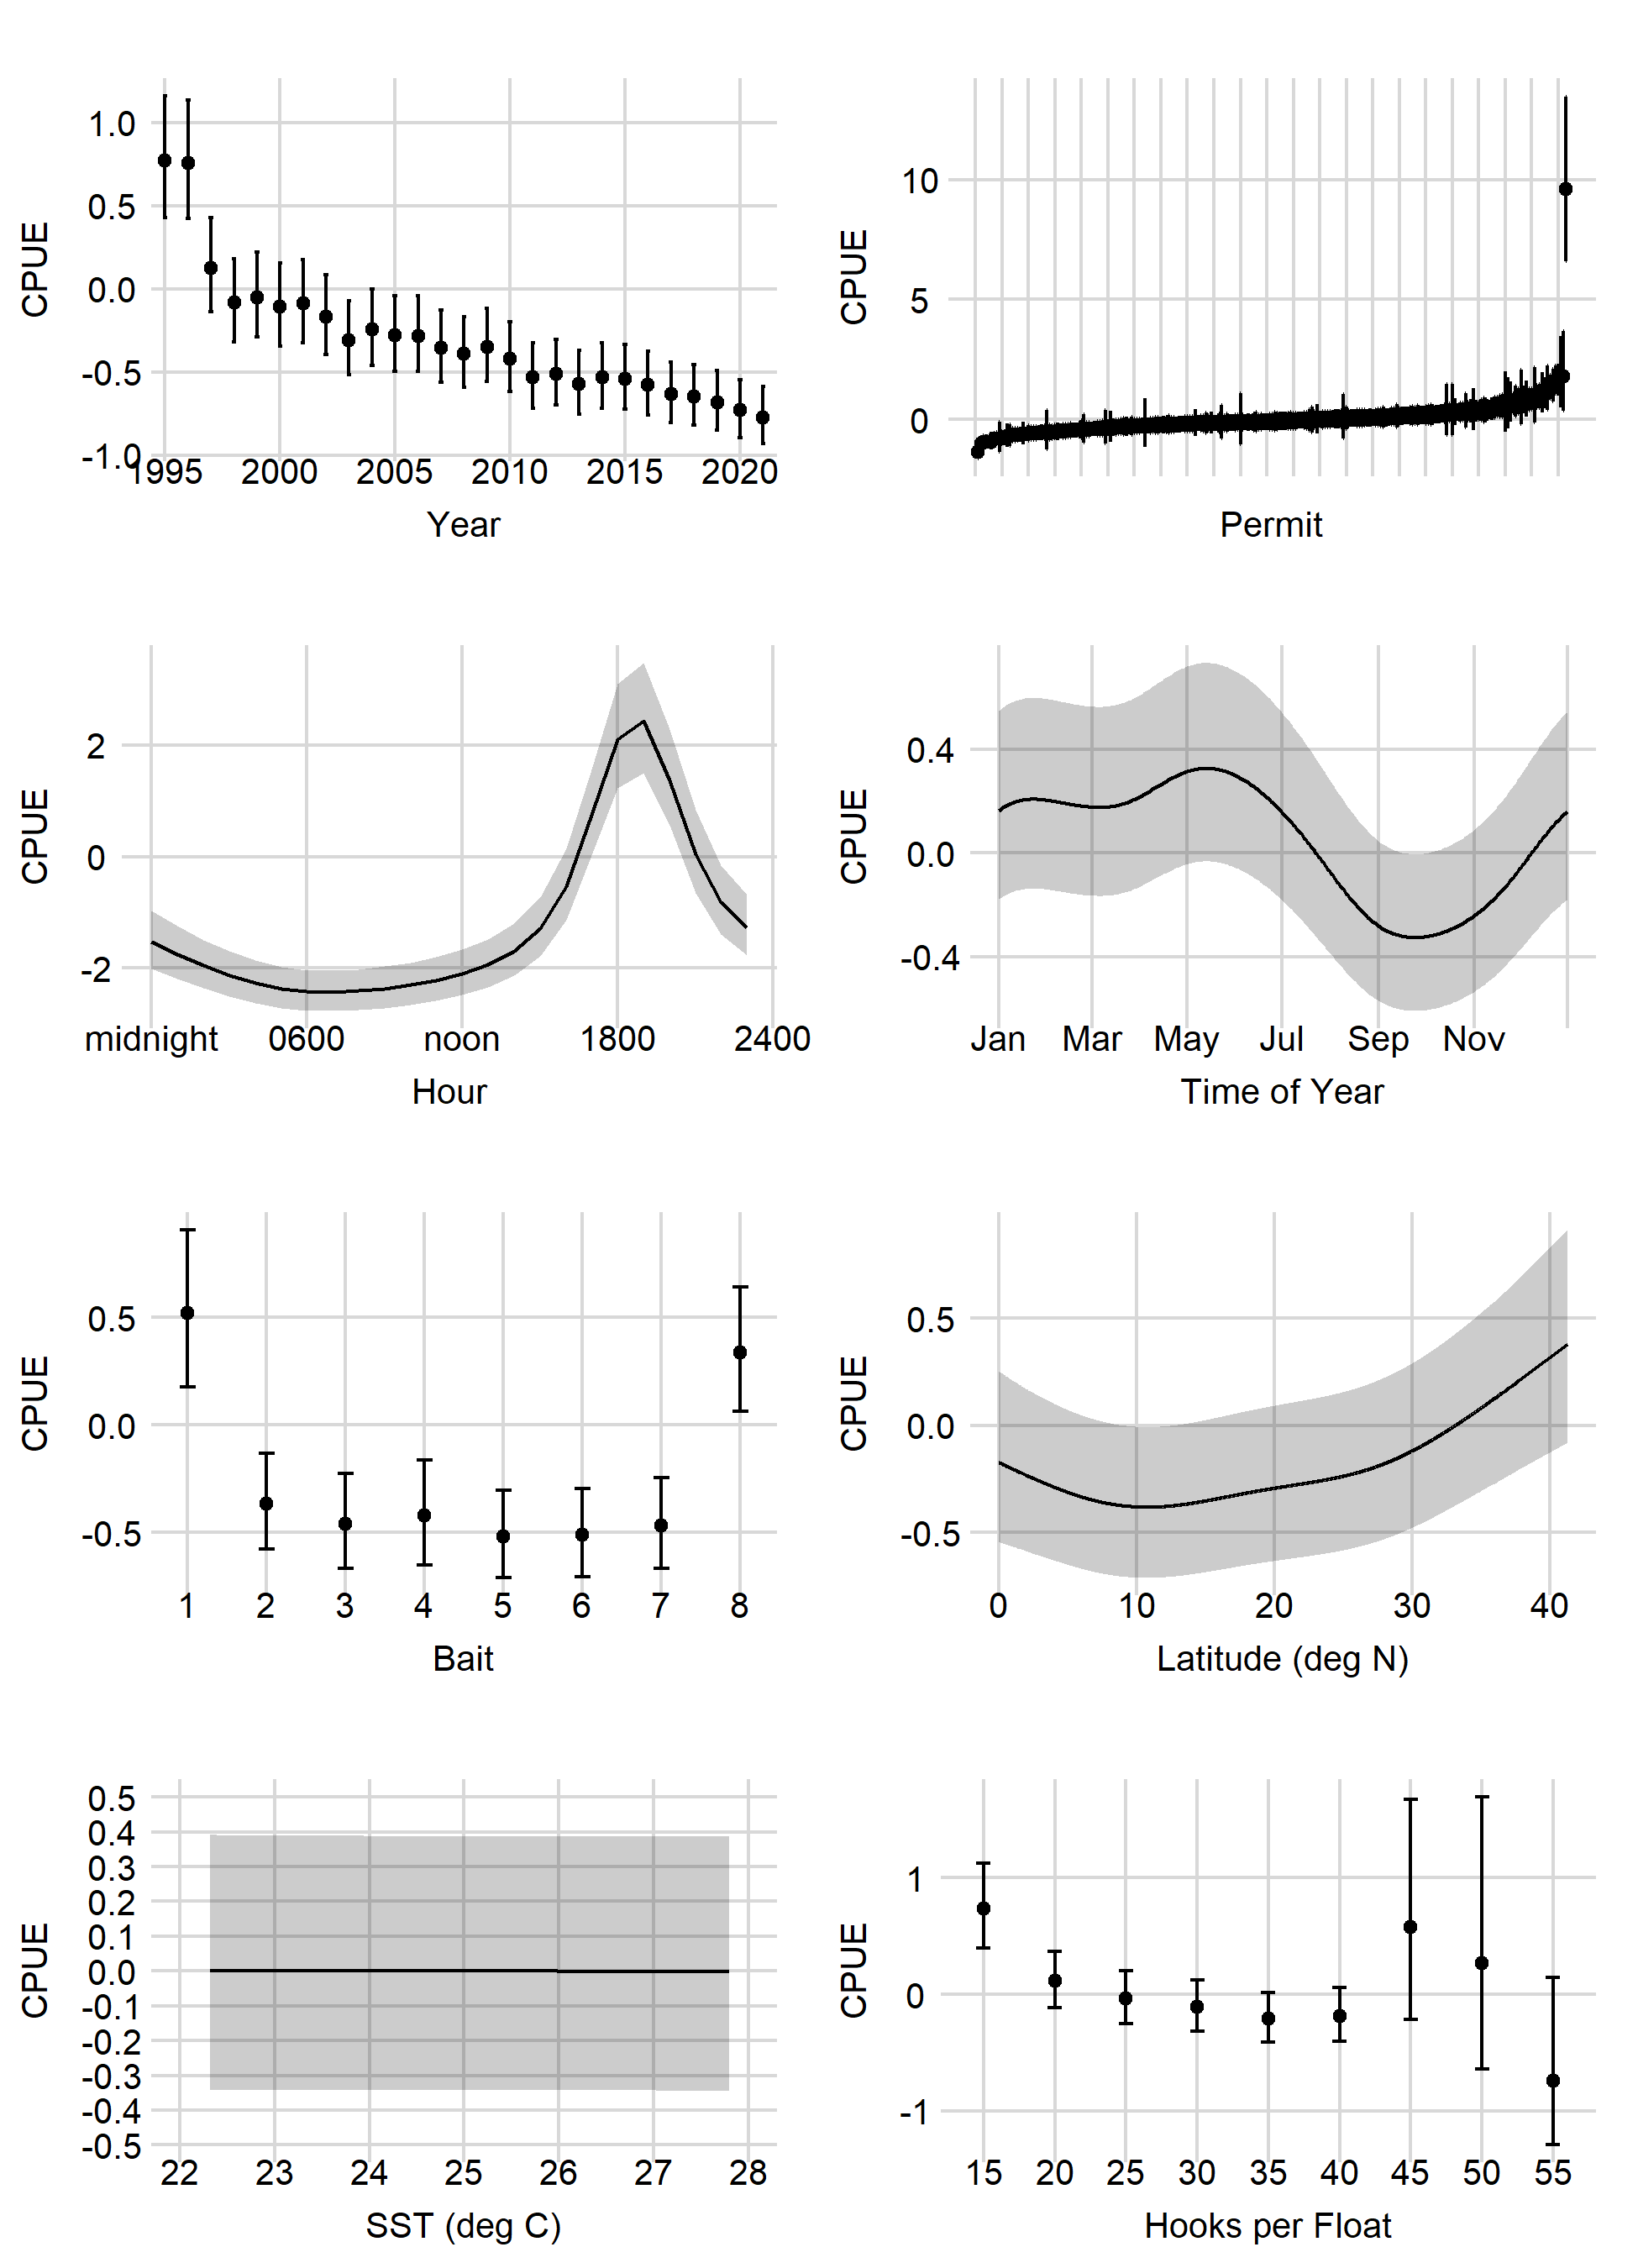 CPUE
1.0
0.5
0.0
-0.5
-1.0
1995 2000 2005 2010 2015 2020
Year
CPUE
10
5
0
Permit
CPUE
2
0
-2
midnight 0600 noon 1800 2400
Hour
CPUE
0.4
0.0
-0.4
Jan Mar May Jul Sep Nov
Time of Year
CPUE
0.5
0.0
-0.5
1 2 3 4 5 6 7 8
Bait
CPUE
0.5
0.0
-0.5
0 10 20 30 40
Latitude (deg N)
CPUE
0.5
0.4
0.3
0.2
0.1
0.0
-0.1
-0.2
-0.3
-0.4
-0.5
22 23 24 25 26 27 28
SST (deg C)
CPUE
1
0
-1
15 20 25 30 35 40 45 50 55
Hooks per Float